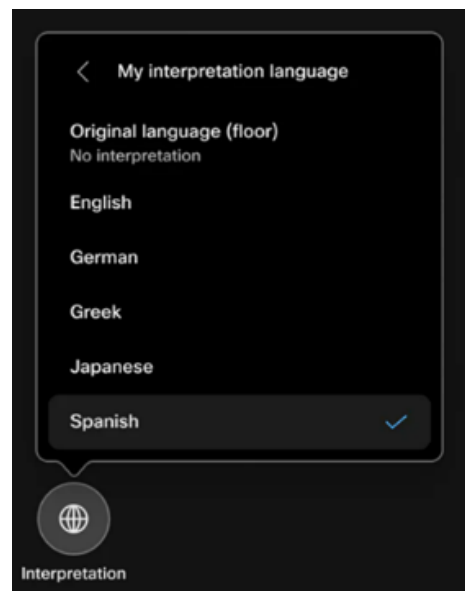 My interpretation language
Original language (floor)
No interpretation
English
German
Greek
Japanese
Spanish
Interpretation